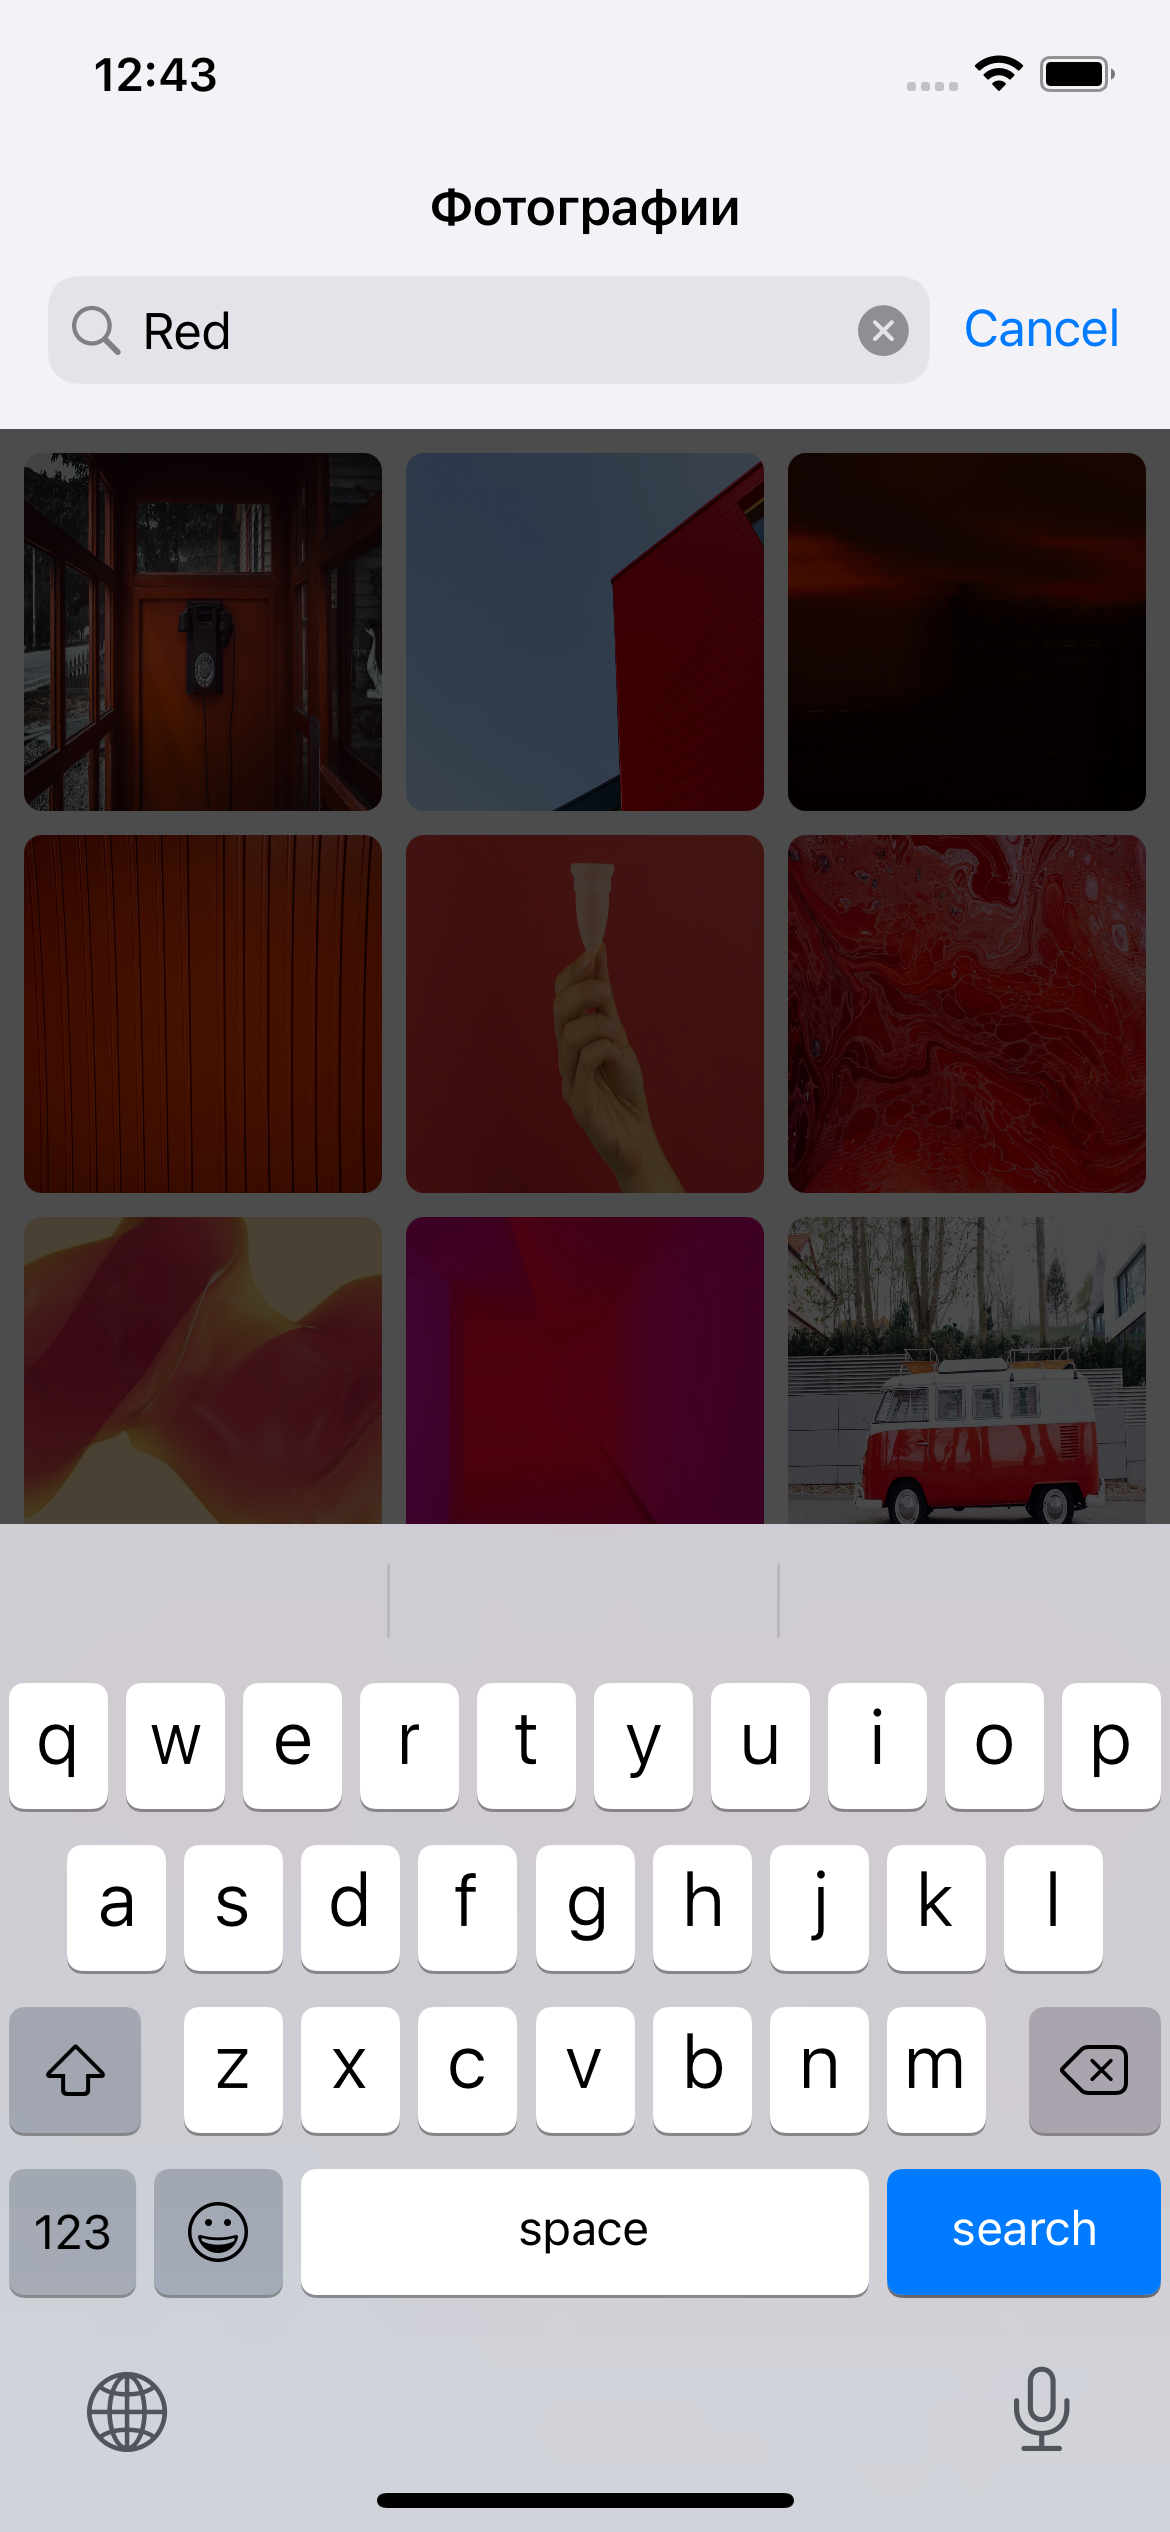 12:43
Фотографии
Red
Cancel
q w e r t y u i o p
a s d f g h j k l
z x c v b n m
123 space search